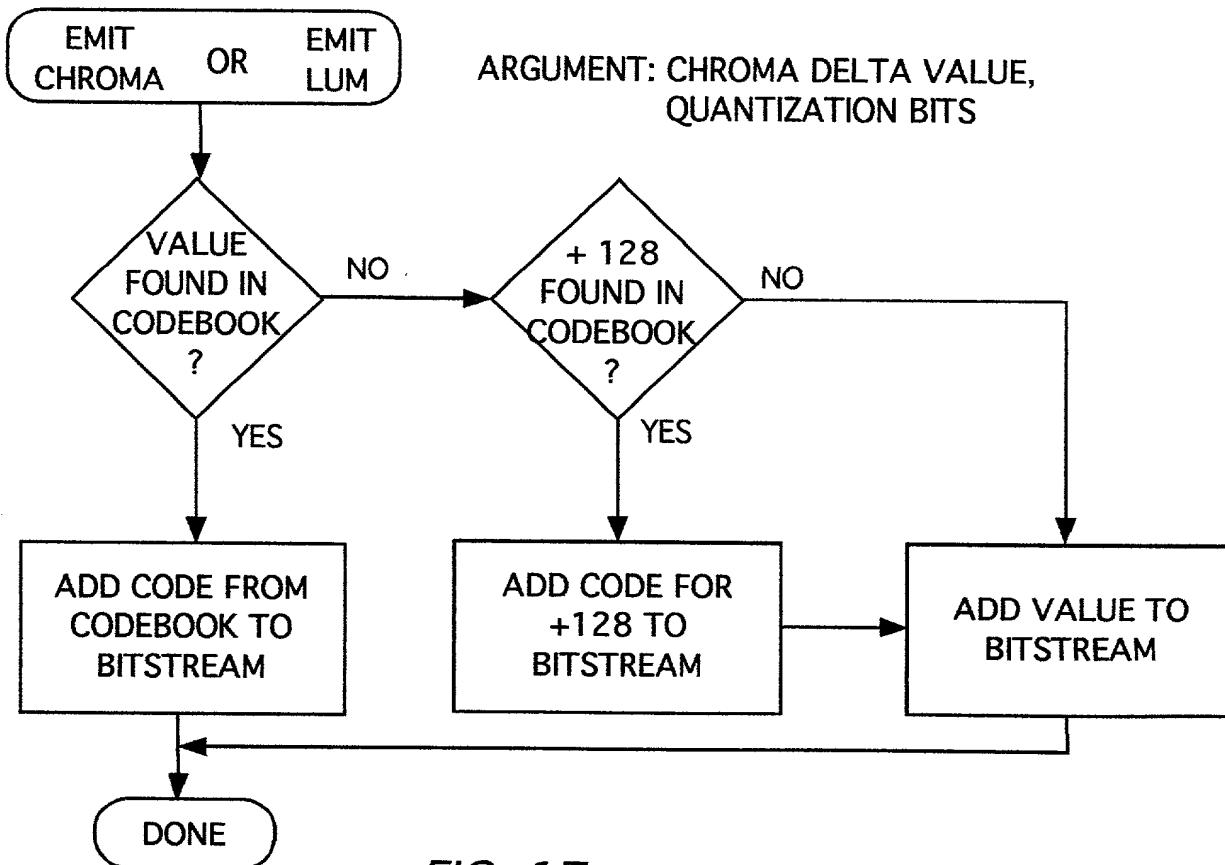 EMIT CHROMA OR EMIT LUM
ARGUMENT: CHROMA DELTA VALUE,
QUANTIZATION BITS
VALUE
FOUND IN
CODEBOOK
?
NO
YES
+ 128
FOUND IN
CODEBOOK
?
NO
YES
ADD CODE FROM
CODEBOOK TO
BITSTREAM
ADD CODE FOR
+128 TO
BITSTREAM
ADD VALUE TO
BITSTREAM
DONE